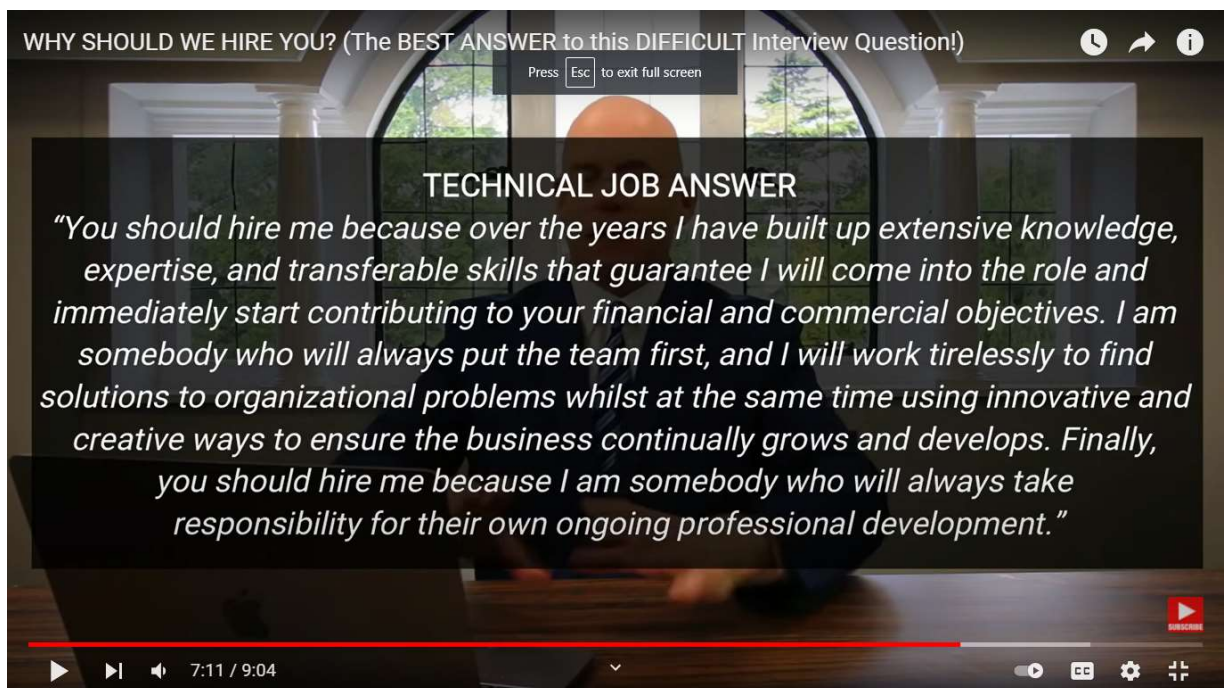 WHY SHOULD WE HIRE YOU? (The BEST ANSWER to this DIFFICULT Interview Question!)
Press Esc to exit full screen
TECHNICAL JOB ANSWER
“You should hire me because over the years I have built up extensive knowledge,
expertise, and transferable skills that guarantee I will come into the role and
immediately start contributing to your financial and commercial objectives. I am
somebody who will always put the team first, and I will work tirelessly to find
solutions to organizational problems whilst at the same time using innovative and
creative ways to ensure the business continually grows and develops. Finally,
you should hire me because I am somebody who will always take
responsibility for their own ongoing professional development.”
SUBSCRIBE
7:11 / 9:04
CC